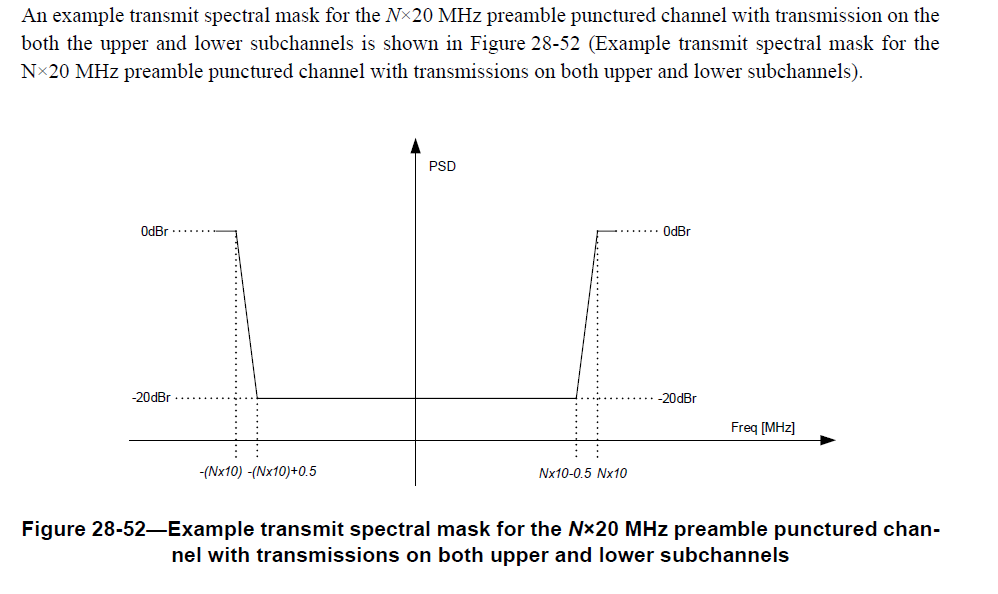 An example transmit spectral mask for the N×20 MHz preamble punctured channel with transmission on the
both the upper and lower subchannels is shown in Figure 28-52 (Example transmit spectral mask for the
N×20 MHz preamble punctured channel with transmissions on both upper and lower subchannels).
PSD
0dBr
0dBr
-20dBr
-20dBr
Freq [MHz]
-(Nx10) -(Nx10)+0.5
Nx10-0.5 Nx10
Figure 28-52—Example transmit spectral mask for the N×20 MHz preamble punctured chan-
nel with transmissions on both upper and lower subchannels